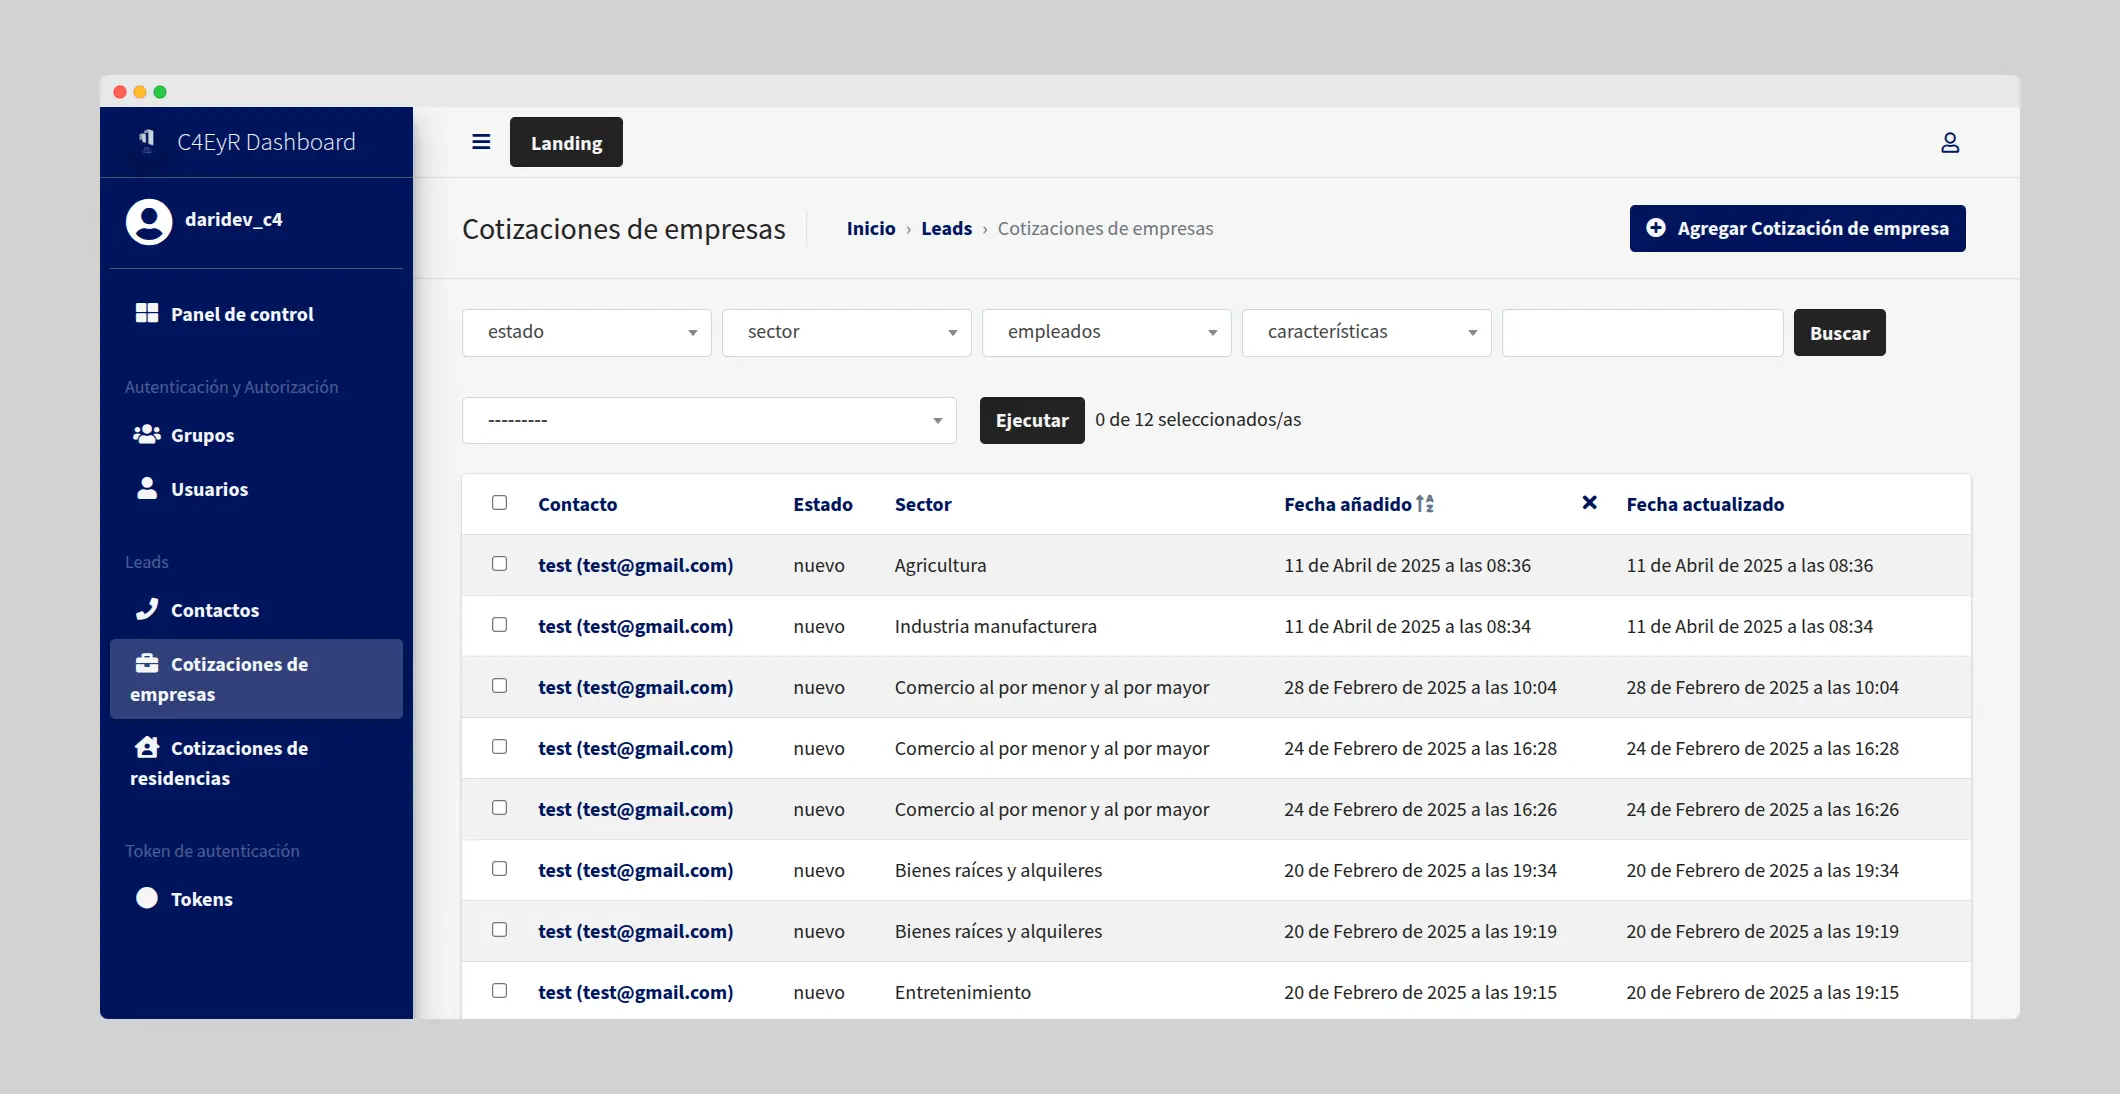 C4EyR Dashboard
Landing
daridev_c4
Cotizaciones de empresas
Inicio › Leads › Cotizaciones de empresas
Agregar Cotización de empresa
Panel de control
Autenticación y Autorización
Grupos
Usuarios
Leads
Contactos
Cotizaciones de
empresas
Cotizaciones de
residencias
Token de autenticación
Tokens
estado sector empleados características Buscar
--------- Ejecutar 0 de 12 seleccionados/as
Contacto Estado Sector Fecha añadido Fecha actualizado
test (test@gmail.com) nuevo Agricultura 11 de Abril de 2025 a las 08:36 11 de Abril de 2025 a las 08:36
test (test@gmail.com) nuevo Industria manufacturera 11 de Abril de 2025 a las 08:34 11 de Abril de 2025 a las 08:34
test (test@gmail.com) nuevo Comercio al por menor y al por mayor 28 de Febrero de 2025 a las 10:04 28 de Febrero de 2025 a las 10:04
test (test@gmail.com) nuevo Comercio al por menor y al por mayor 24 de Febrero de 2025 a las 16:28 24 de Febrero de 2025 a las 16:28
test (test@gmail.com) nuevo Comercio al por menor y al por mayor 24 de Febrero de 2025 a las 16:26 24 de Febrero de 2025 a las 16:26
test (test@gmail.com) nuevo Bienes raíces y alquileres 20 de Febrero de 2025 a las 19:34 20 de Febrero de 2025 a las 19:34
test (test@gmail.com) nuevo Bienes raíces y alquileres 20 de Febrero de 2025 a las 19:19 20 de Febrero de 2025 a las 19:19
test (test@gmail.com) nuevo Entretenimiento 20 de Febrero de 2025 a las 19:15 20 de Febrero de 2025 a las 19:15